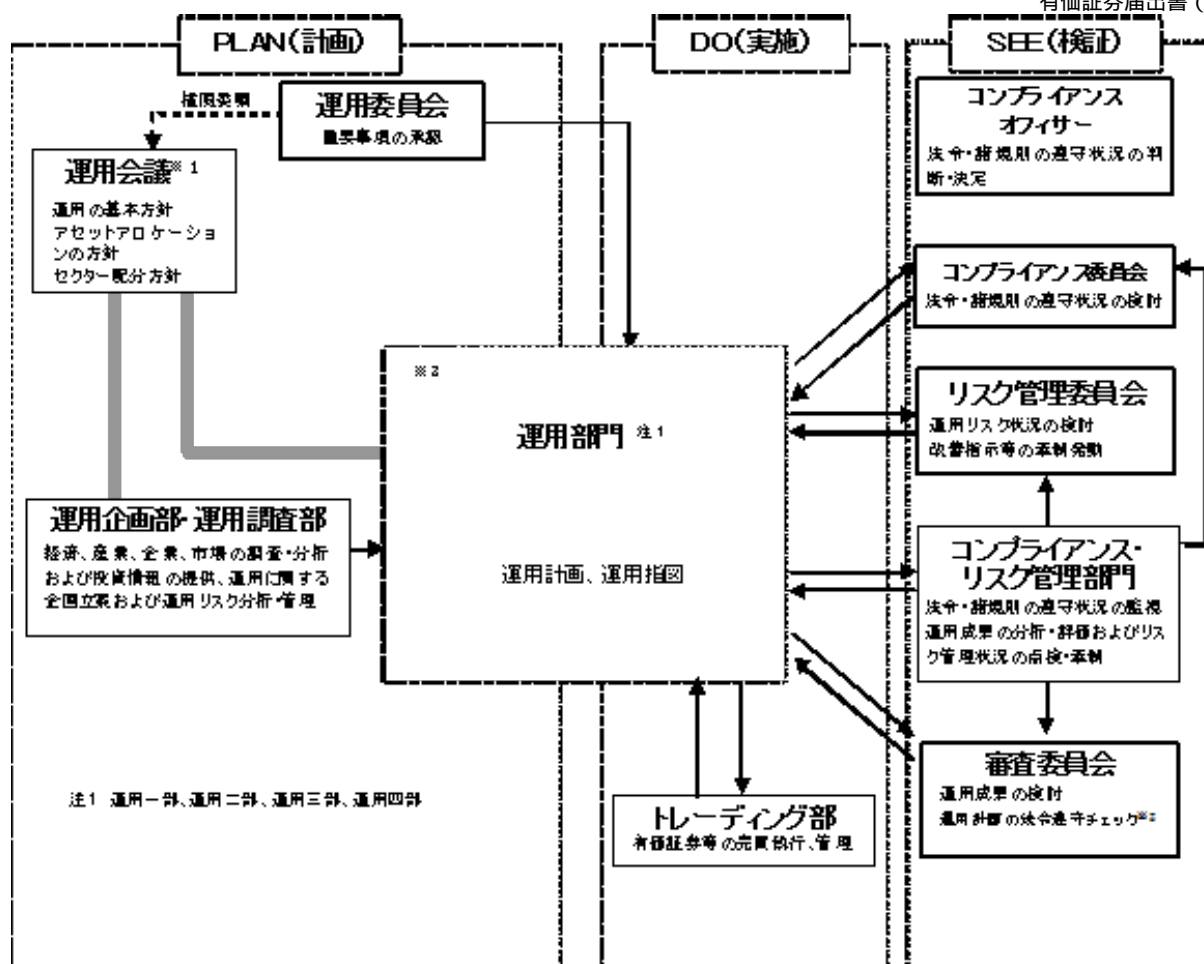 有価証券届出書(
PLAN(計画)
DO(実施)
SEE(検証)
権限委譲
運用委員会
重要事項の承認
運用会議※1
運用の基本方針
アセットアロケーショ
ンの方針
セクター配分方針
コンプライアンス
オフィサー
法令・諸規則の遵守状況の判
断・決定
コンプライアンス委員会
法令・諸規則の遵守状況の検討
※2
運用部門 注1
運用計画、運用指図
リスク管理委員会
運用リスク状況の検討
改善指示等の牽制発動
運用企画部・運用調査部
経済、産業、企業、市場の調査・分析
および投資情報の提供、運用に関する
企画立案および運用リスク分析・管理
コンプライアンス・
リスク管理部門
法令・諸規則の遵守状況の監視
運用成果の分析・評価およびリス
ク管理状況の点検・牽制
注1 運用一部、運用二部、運用三部、運用四部
トレーディング部
有価証券等の売買執行、管理
審査委員会
運用成果の検討
運用計画の法令遵守チェック